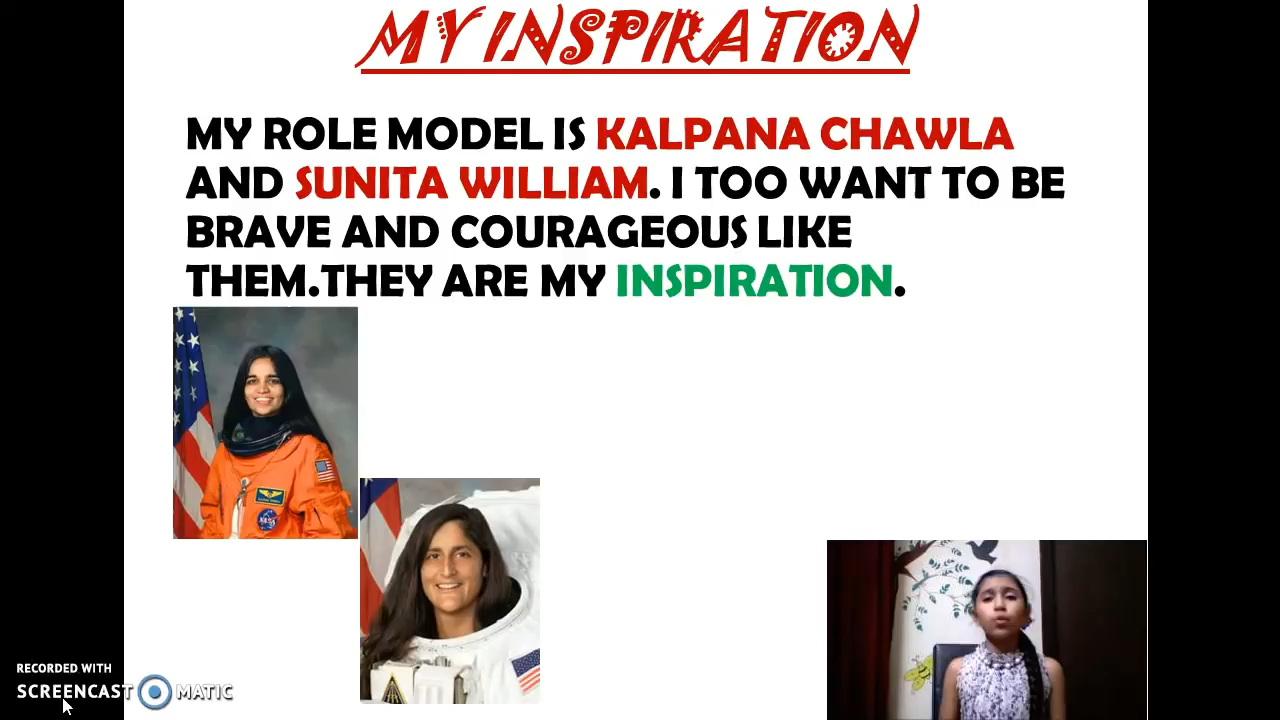 MY INSPIRATION
MY ROLE MODEL IS KALPANA CHAWLA
AND SUNITA WILLIAM. I TOO WANT TO BE
BRAVE AND COURAGEOUS LIKE
THEM.THEY ARE MY INSPIRATION.
NASA
RECORDED WITH
SCREENCAST MATIC